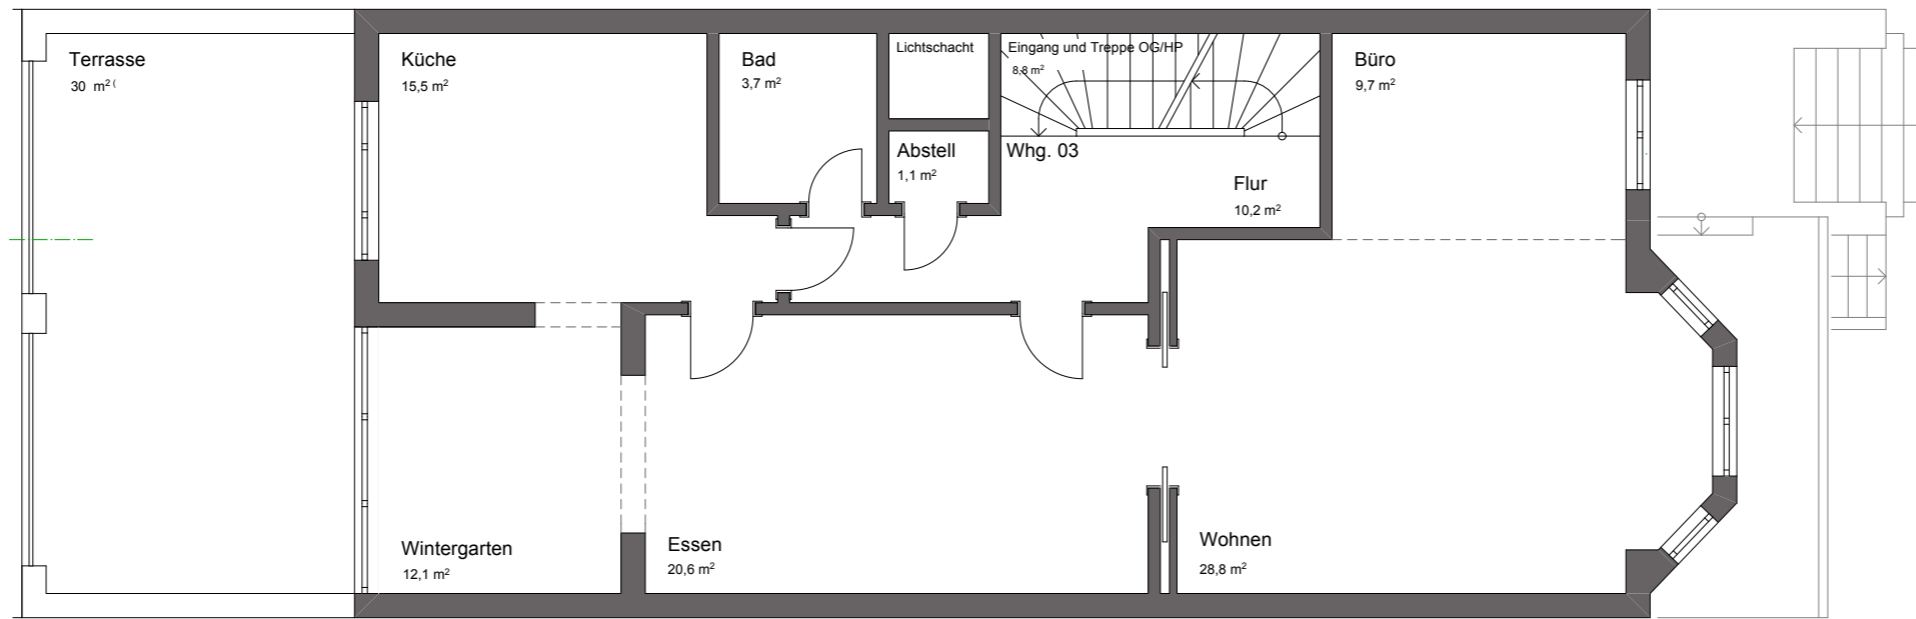 Terrasse
30 m² (
Küche
15,5 m²
Bad
3,7 m²
Lichtschacht
Eingang und Treppe OG/HP
8,8 m²
Büro
9,7 m²
Abstell
1,1 m²
Whg. 03
Flur
10,2 m²
Wintergarten
12,1 m²
Essen
20,6 m²
Wohnen
28,8 m²